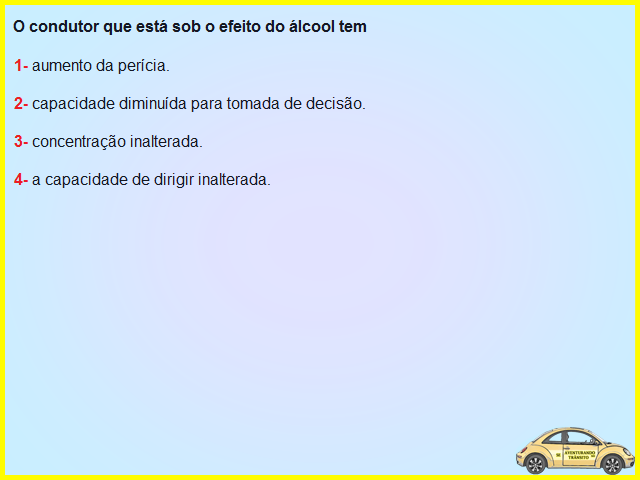 O condutor que está sob o efeito do álcool tem
1- aumento da perícia.
2- capacidade diminuída para tomada de decisão.
3- concentração inalterada.
4- a capacidade de dirigir inalterada.
AVENTURANDO
TRÂNSITO